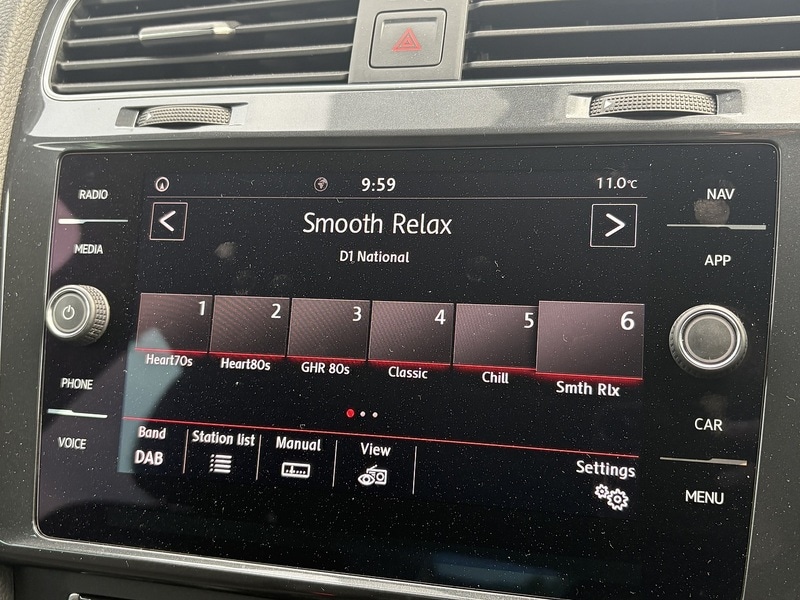 9:59
11.0°C
RADIO
NAV
Smooth Relax
MEDIA
D1 National
APP
1 2 3 4 5 6
Heart70s Heart80s GHR 80s Classic Chill Smth Rlx
PHONE
CAR
Band Station list Manual View Settings
DAB
VOICE
MENU